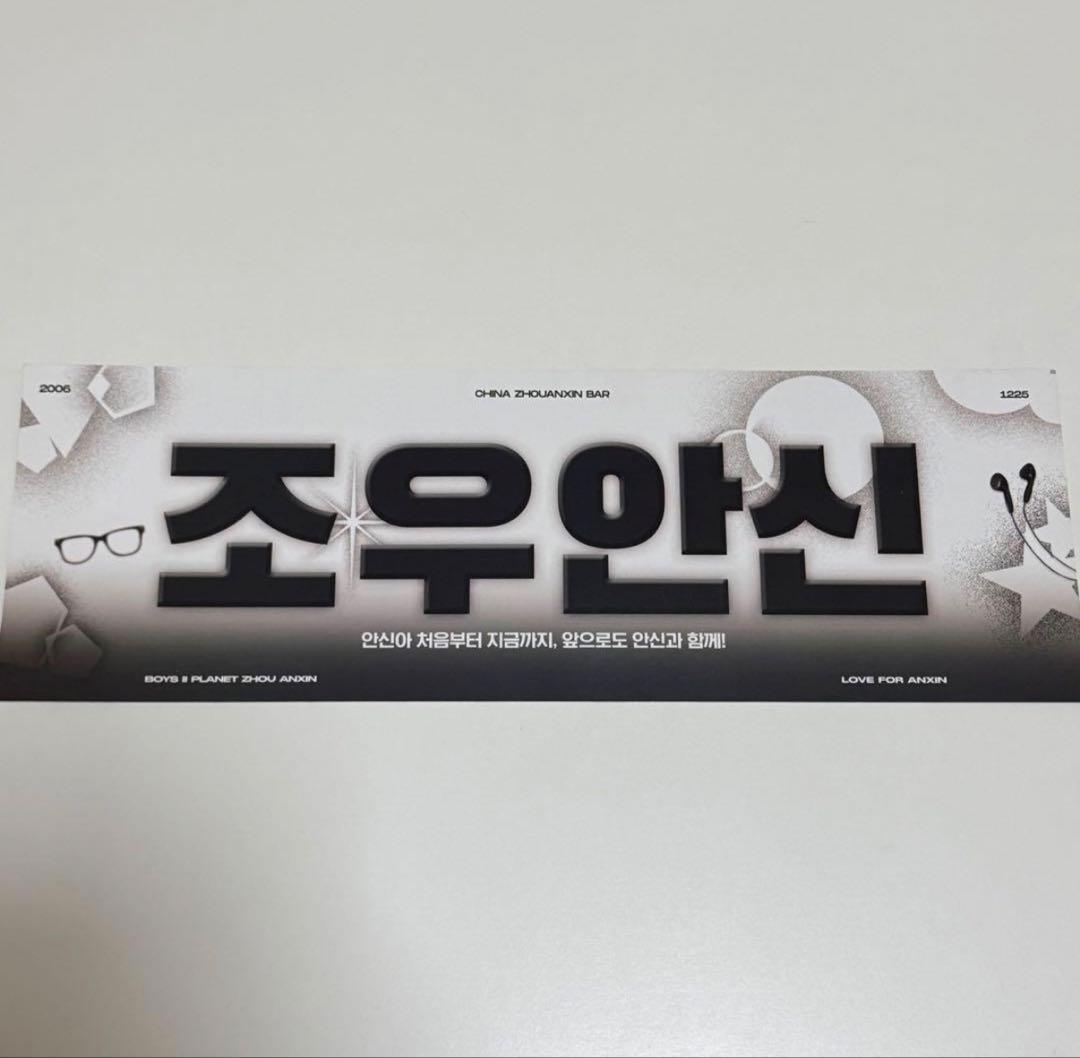 2006
CHINA ZHOUANXIN BAR
1225
조우안신
안신아 처음부터 지금까지, 앞으로도 안신과 함께!
BOYS II PLANET ZHOU ANXIN
LOVE FOR ANXIN